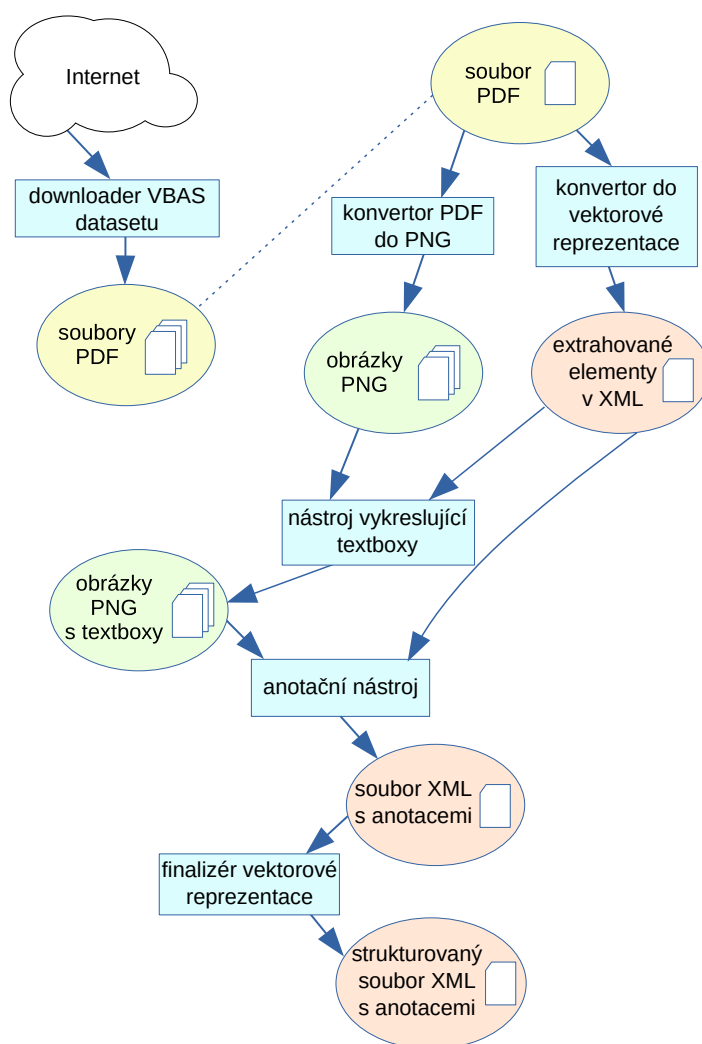 Internet
soubor
PDF
downloader VBAS
datasetu
konvertor PDF
do PNG
konvertor do
vektorové
reprezentace
soubory
PDF
obrázky
PNG
extrahované
elementy
v XML
nástroj vykreslující
textboxy
obrázky
PNG
s textboxy
anotační nástroj
soubor XML
s anotacemi
finalizér vektorové
reprezentace
strukturovaný
soubor XML
s anotacemi